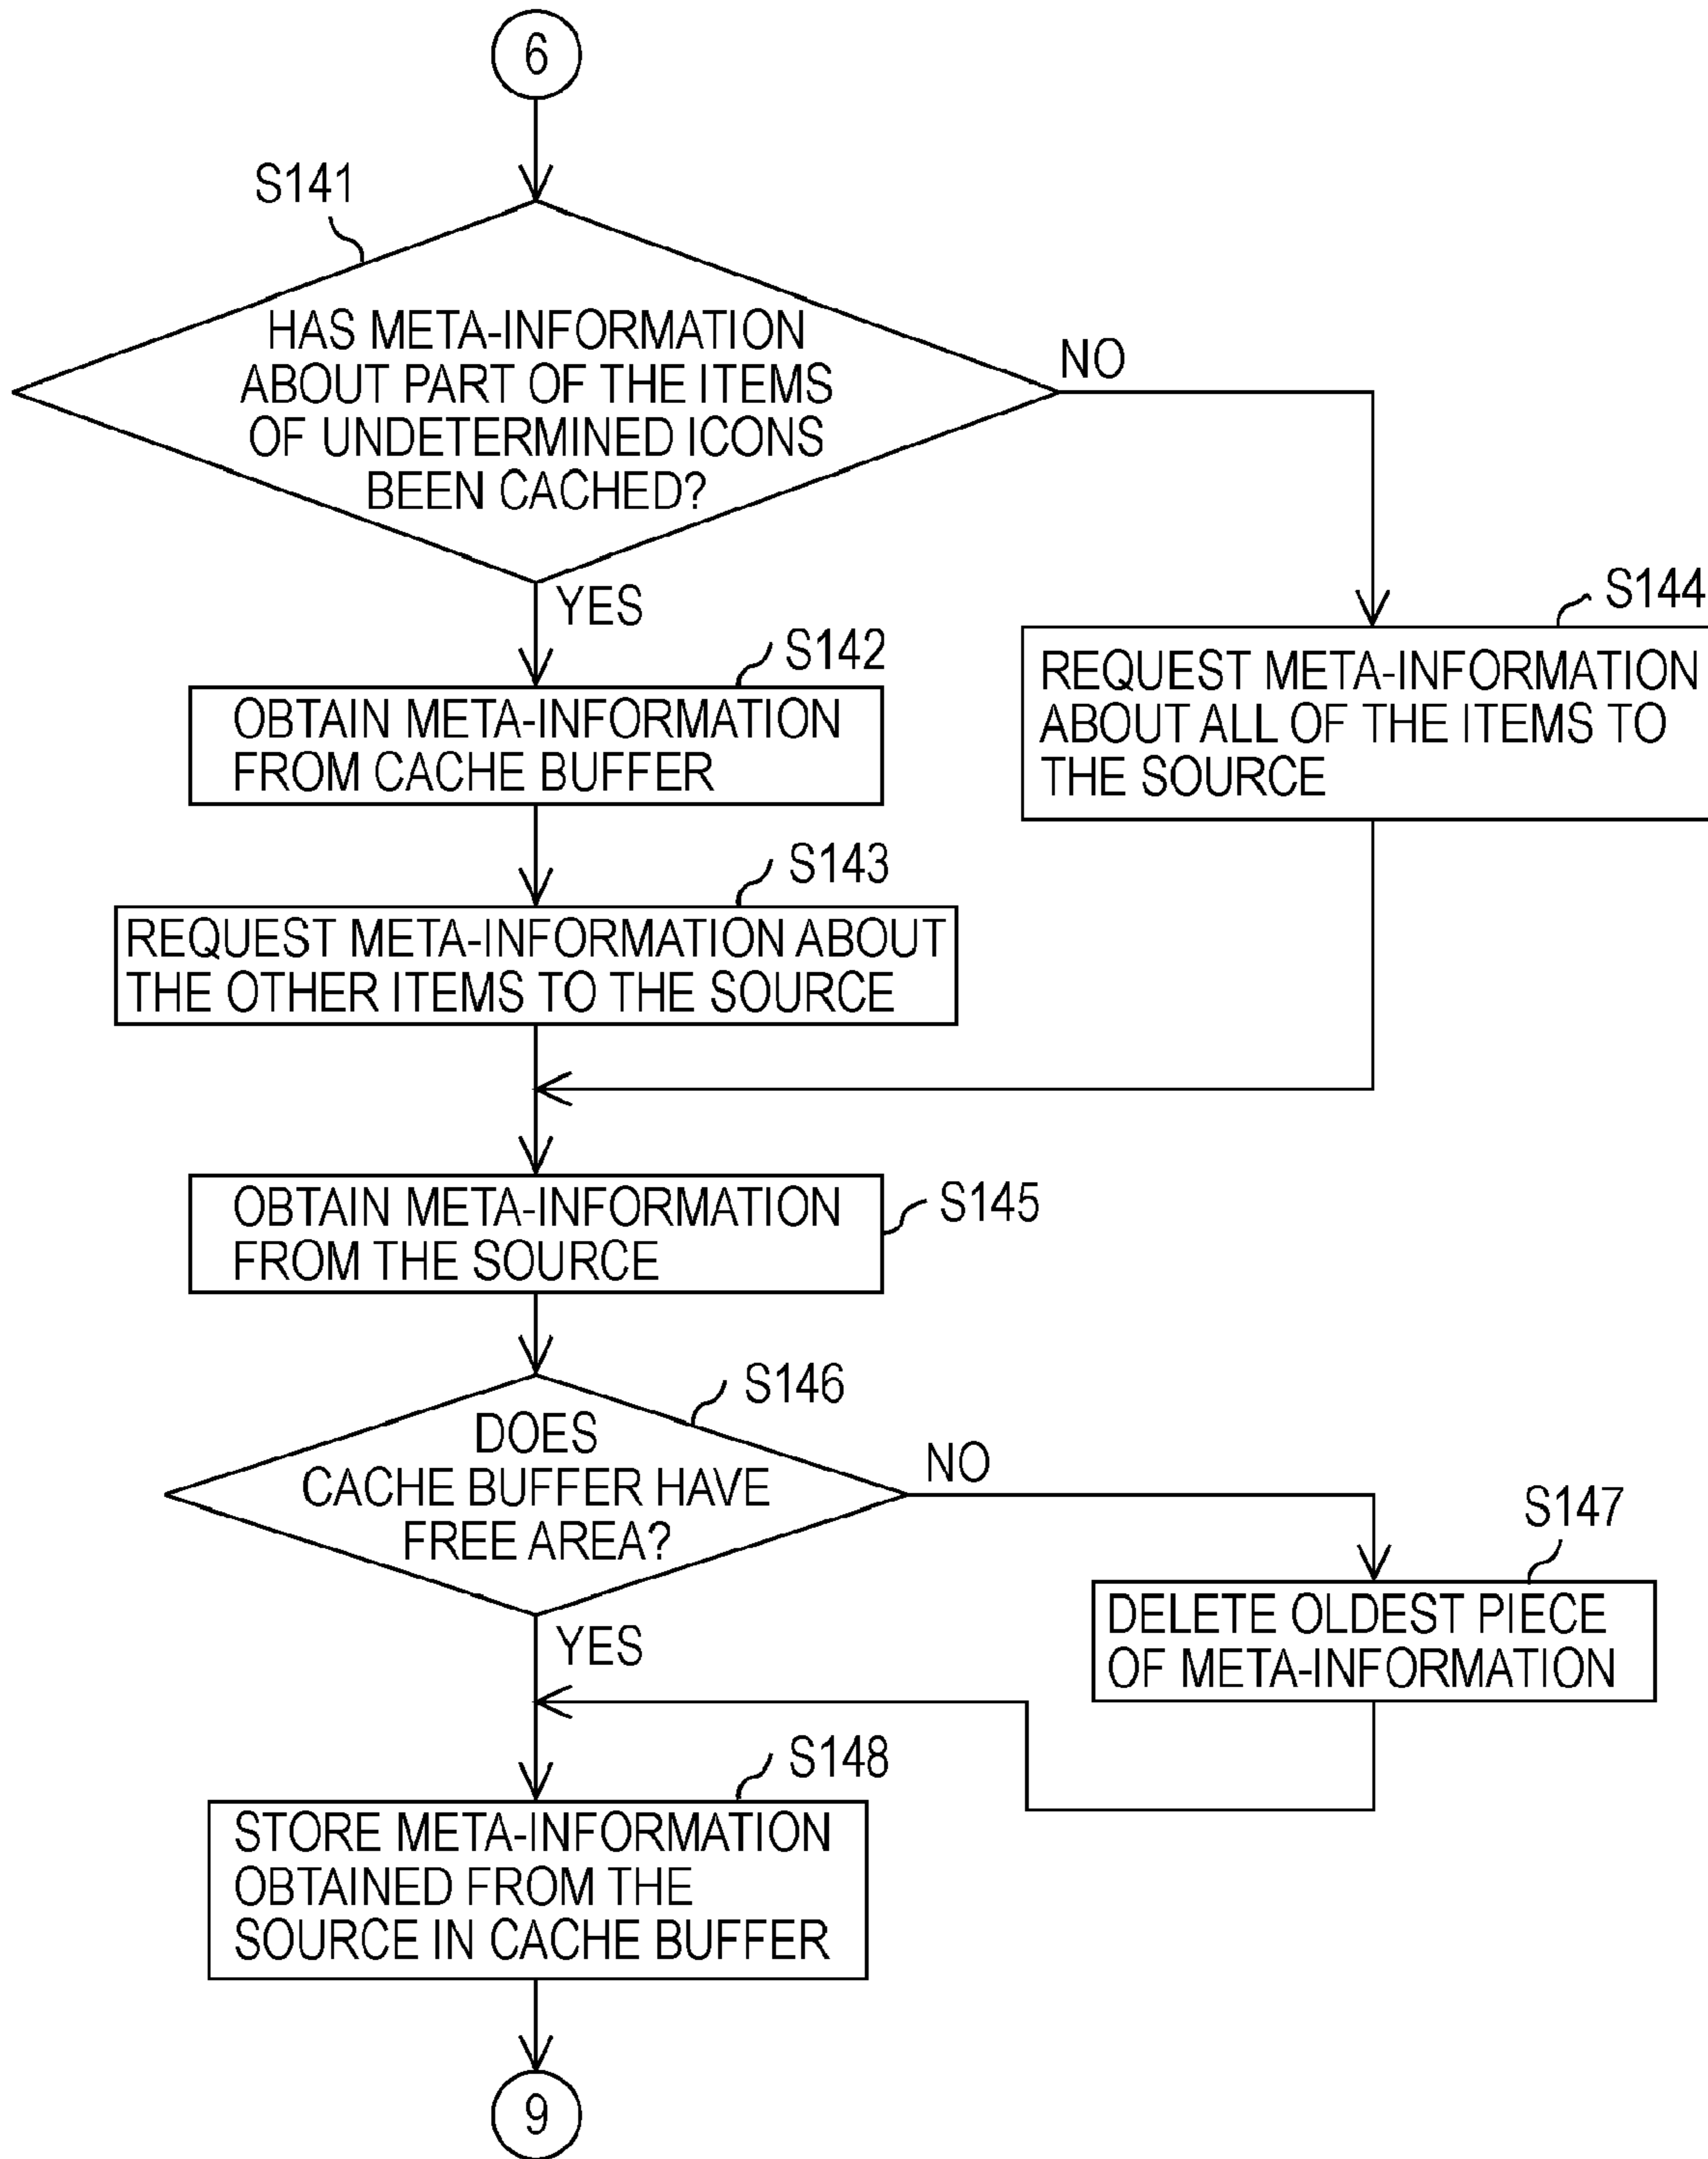 6
S141
HAS META-INFORMATION
ABOUT PART OF THE ITEMS
OF UNDETERMINED ICONS
BEEN CACHED?
NO
YES
S144
REQUEST META-INFORMATION
ABOUT ALL OF THE ITEMS TO
THE SOURCE
S142
OBTAIN META-INFORMATION
FROM CACHE BUFFER
S143
REQUEST META-INFORMATION ABOUT
THE OTHER ITEMS TO THE SOURCE
S145
OBTAIN META-INFORMATION
FROM THE SOURCE
S146
DOES
CACHE BUFFER HAVE
FREE AREA?
NO
YES
S147
DELETE OLDEST PIECE
OF META-INFORMATION
S148
STORE META-INFORMATION
OBTAINED FROM THE
SOURCE IN CACHE BUFFER
9